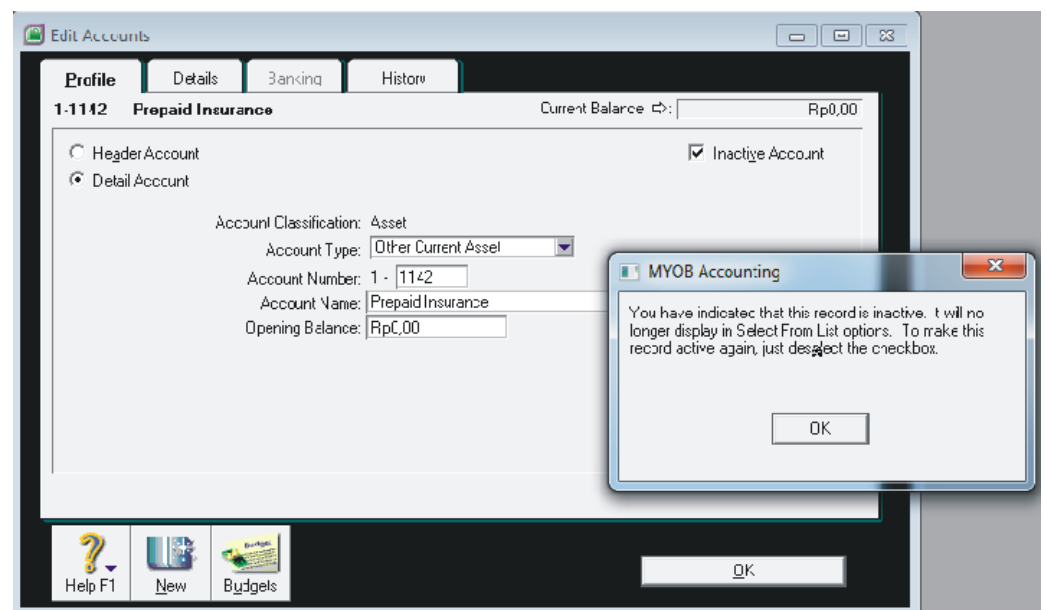 Edit Accounts
Profile Details Banking History
1-1142 Prepaid Insurance Current Balance ⇨: Rp0,00
Header Account Inactive Account
Detail Account
Account Classification: Asset
Account Type: Other Current Asset
Account Number: 1 - 1142
Account Name: Prepaid Insurance
Opening Balance: Rp0,00
MYOB Accounting
You have indicated that this record is inactive. It will no
longer display in Select From List options. To make this
record active again, just deselect the checkbox.
OK
Help F1 New Budgets OK